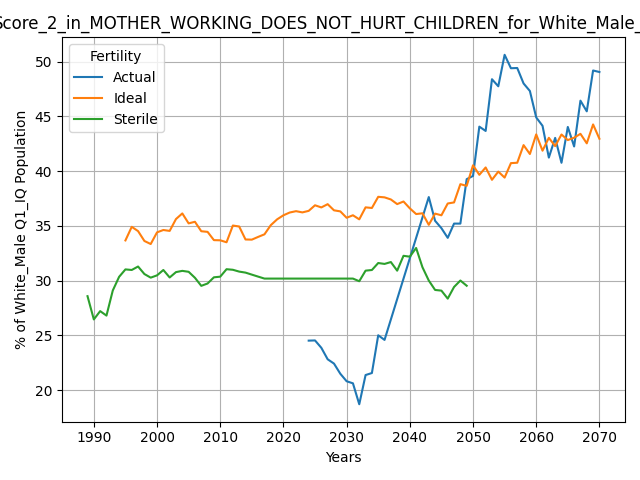 Score_2_in_MOTHER_WORKING_DOES_NOT_HURT_CHILDREN_for_White_Male_
Fertility
Actual
Ideal
Sterile
% of White_Male Q1_IQ Population
50
45
40
35
30
25
20
1990 2000 2010 2020 2030 2040 2050 2060 2070
Years